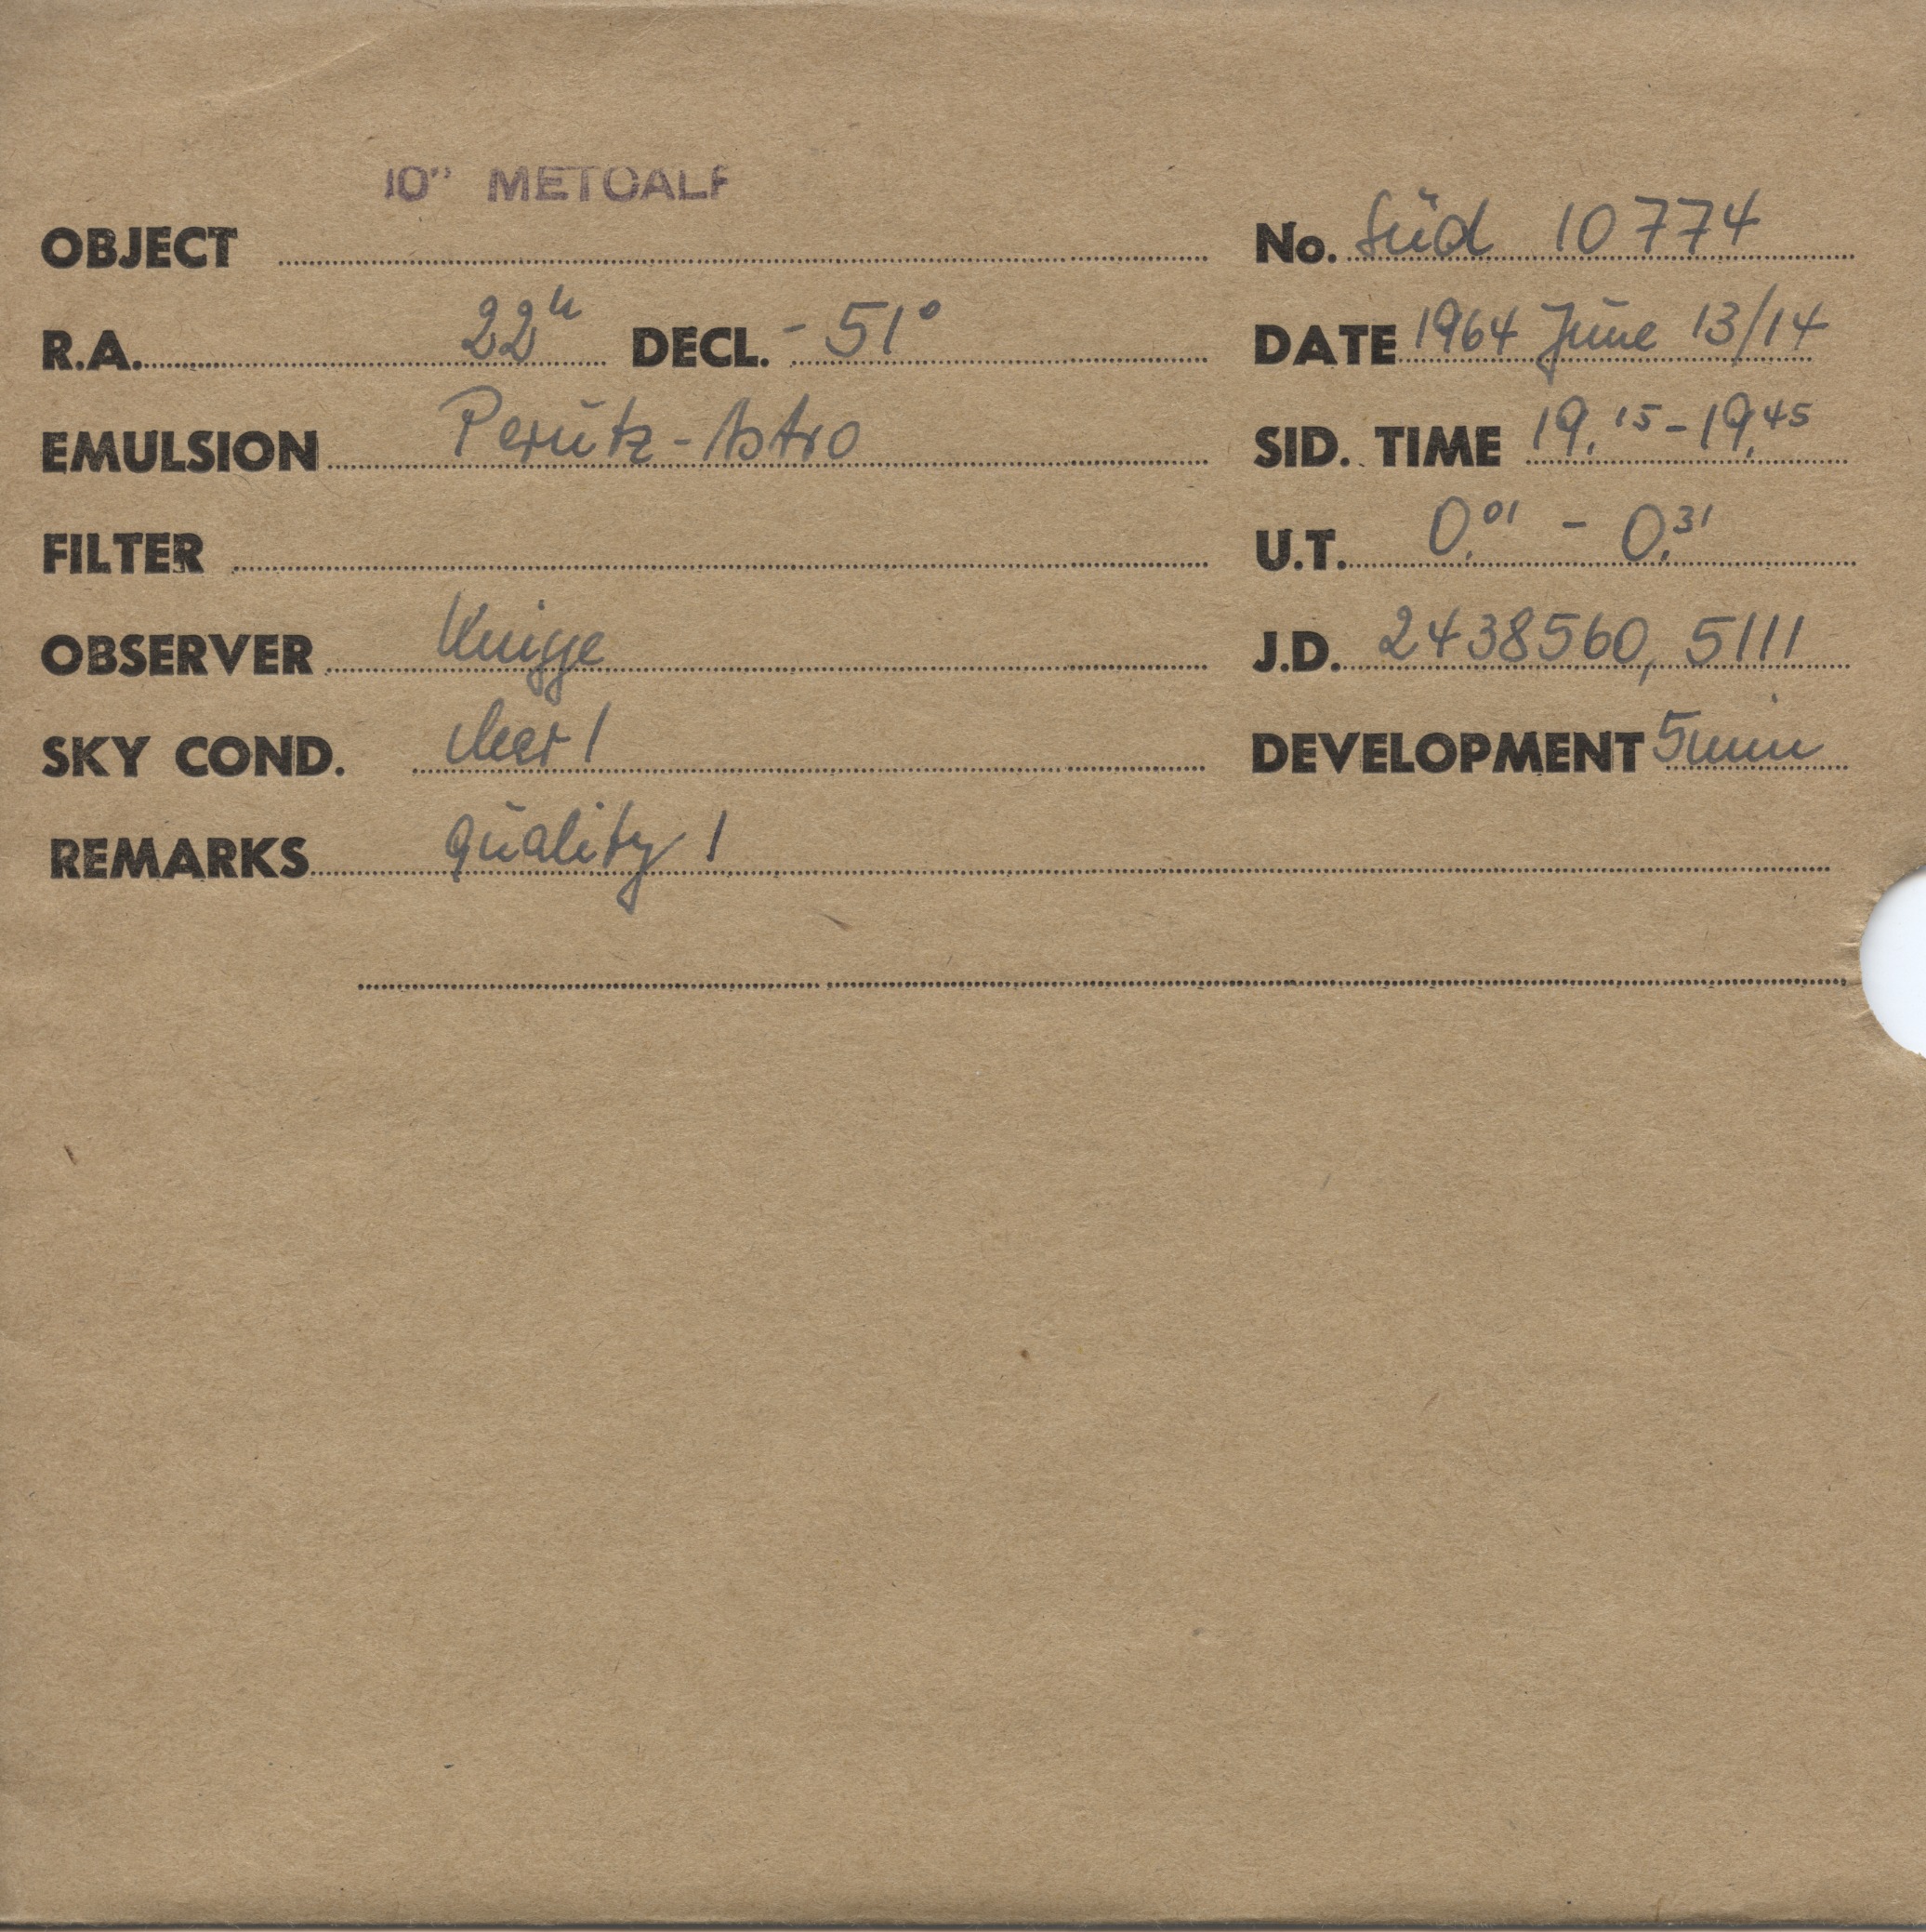 10" METCALF
OBJECT No. Süd 10774
R.A. 22h DECL. - 51° DATE 1964 June 13/14
EMULSION Perutz-Astro SID. TIME 19.15 - 19.45
FILTER U.T. 0.01 - 0.31
OBSERVER Knigge J.D. 2438560,5111
SKY COND. clear 1 DEVELOPMENT 5min
REMARKS quality 1